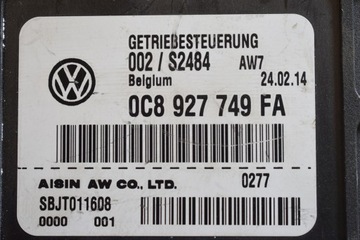 GETRIEBESTEUERUNG
002 / S2484 AW7
Belgium 24.02.14
0C8 927 749 FA
AISIN AW CO., LTD. 0277
SBJT011608
0000 001